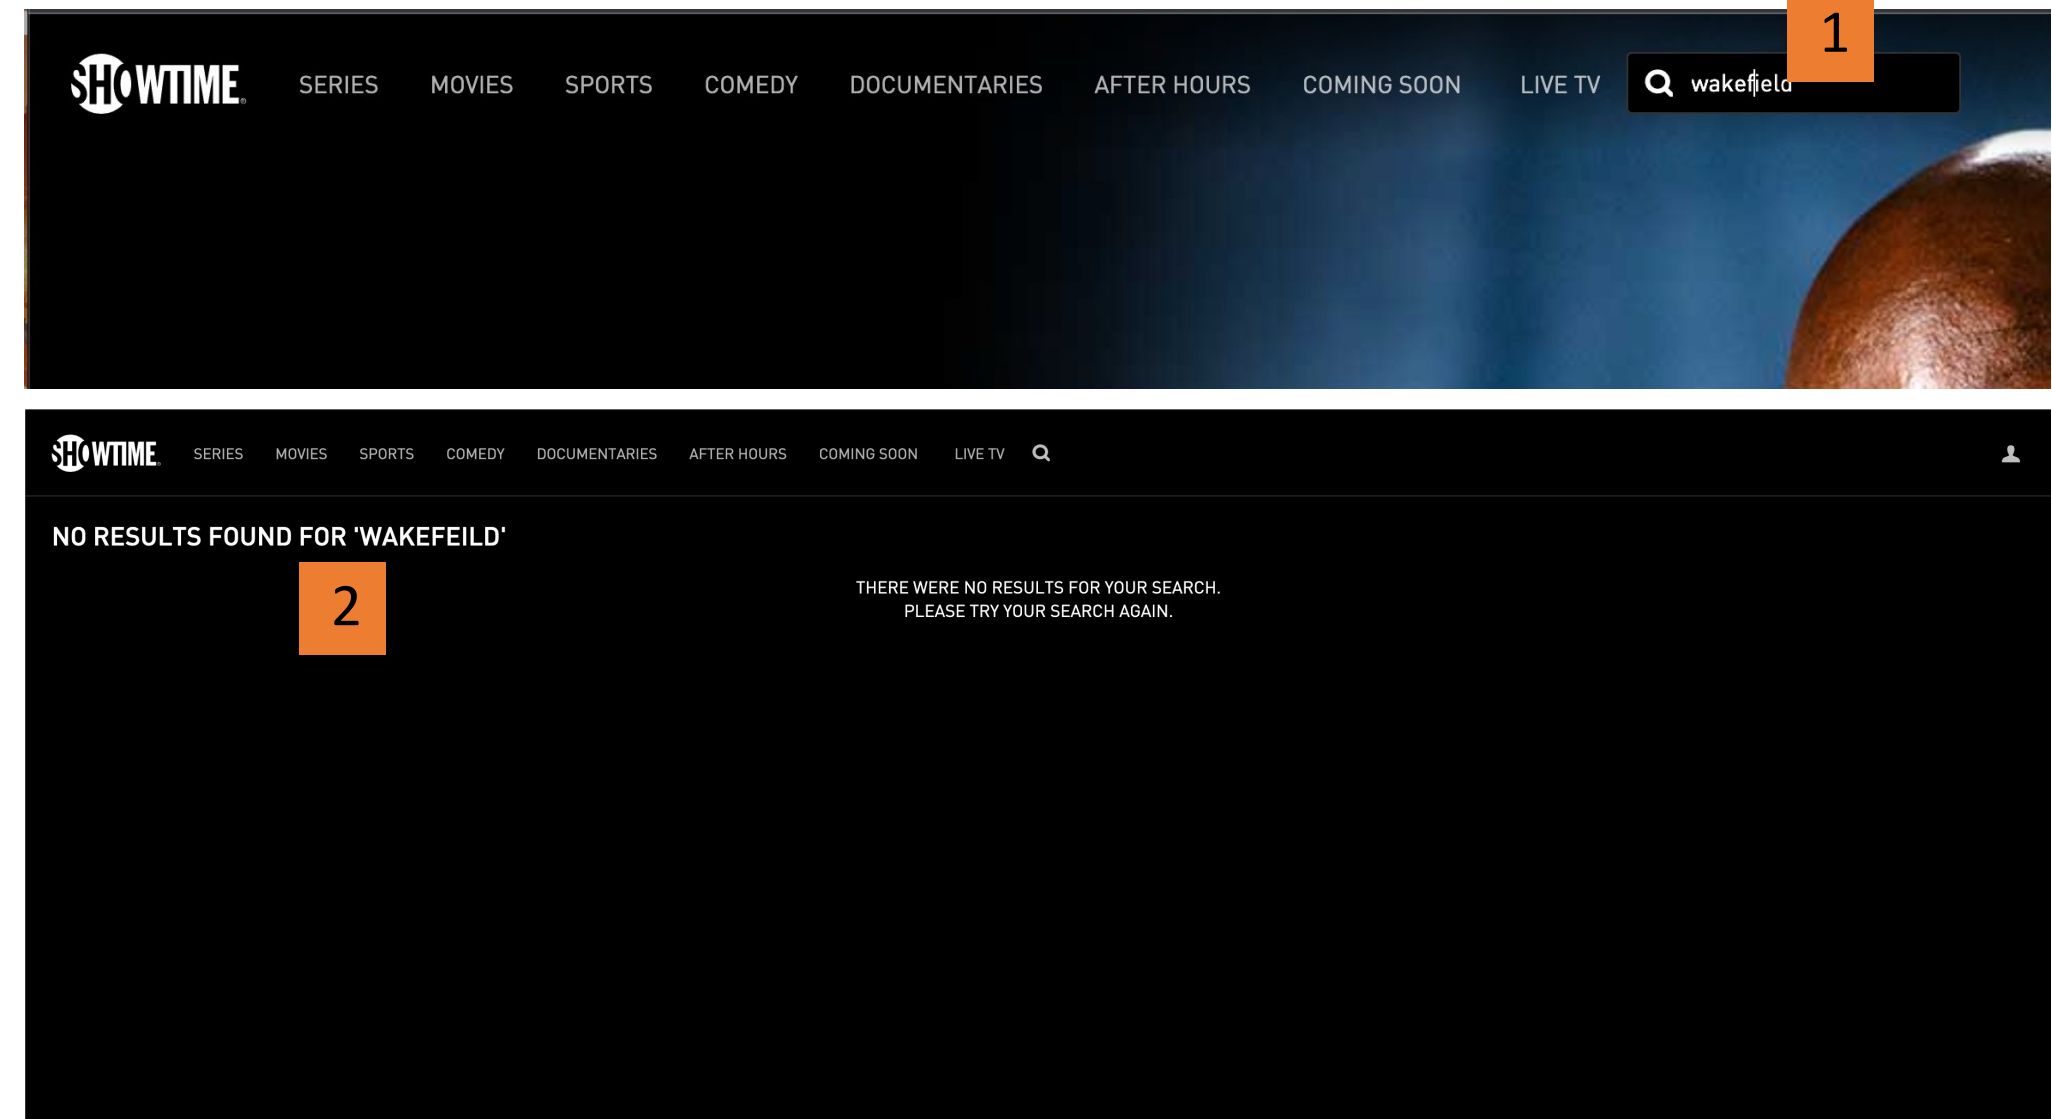 1
SHOWTIME SERIES MOVIES SPORTS COMEDY DOCUMENTARIES AFTER HOURS COMING SOON LIVE TV wakefield
SHOWTIME SERIES MOVIES SPORTS COMEDY DOCUMENTARIES AFTER HOURS COMING SOON LIVE TV
NO RESULTS FOUND FOR 'WAKEFEILD'
2
THERE WERE NO RESULTS FOR YOUR SEARCH.
PLEASE TRY YOUR SEARCH AGAIN.